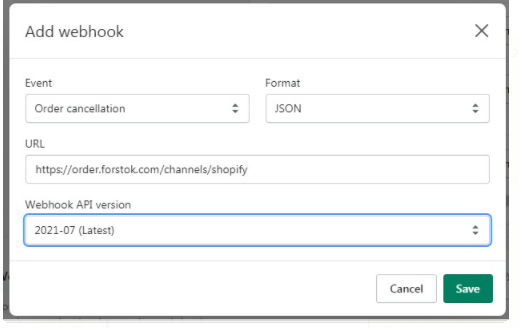 Add webhook
Event Format
Order cancellation JSON
URL
https://order.forstok.com/channels/shopify
Webhook API version
2021-07 (Latest)
Cancel Save